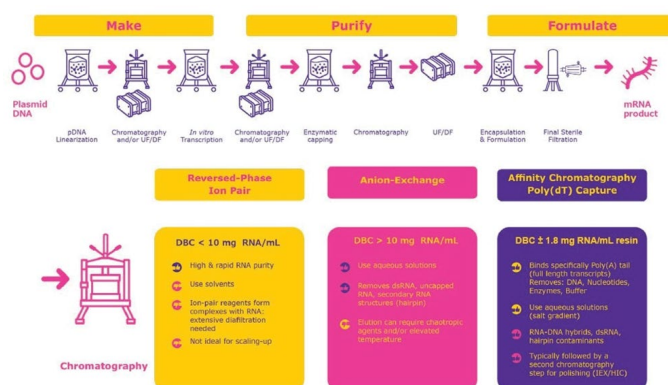 Make
Purify
Formulate
Plasmid
DNA
mRNA
product
pDNA
Linearization
Chromatography
and/or UF/DF
In vitro
Transcription
Chromatography
and/or UF/DF
Enzymatic
capping
Chromatography
UF/DF
Encapsulation
& Formulation
Final Sterile
Filtration
Reversed-Phase
Ion Pair
Anion-Exchange
Affinity Chromatography
Poly(dT) Capture
Chromatography
DBC < 10 mg RNA/mL
High & rapid RNA purity
Use solvents
Ion-pair reagents form
complexes with RNA:
extensive diafiltration
needed
Not ideal for scaling-up
DBC > 10 mg RNA/mL
Use aqueous solutions
Removes dsRNA, uncapped
RNA, secondary RNA
structures (hairpin)
Elution can require chaotropic
agents and/or elevated
temperature
DBC ± 1.8 mg RNA/mL resin
Binds specifically Poly(A) tail
(full length transcripts)
Removes: DNA, Nucleotides,
Enzymes, Buffer
Use aqueous solutions
(salt gradient)
RNA-DNA hybrids, dsRNA,
hairpin contaminants
Typically followed by a
second chromatography
step for polishing (IEX/HIC)